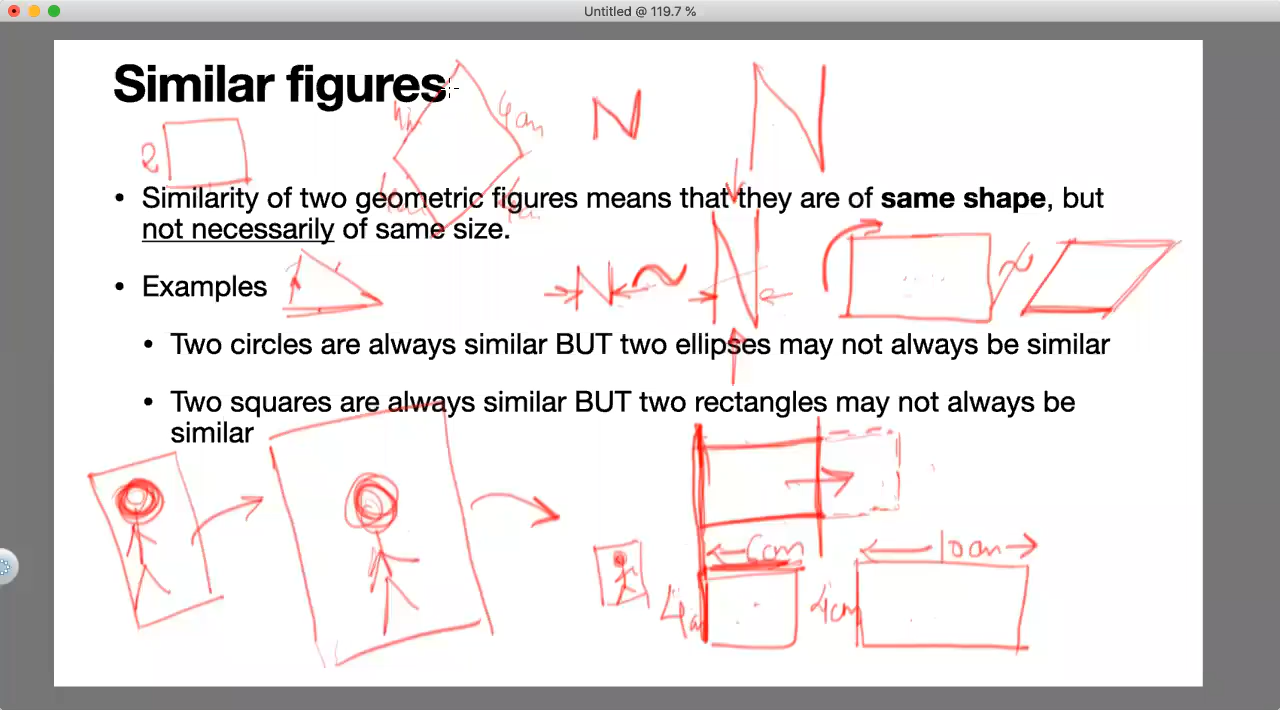 Untitled @ 119.7 %
Similar figures
4cm
N
N
2
• Similarity of two geometric figures means that they are of same shape, but
not necessarily of same size.
• Examples
N ~ N
• Two circles are always similar BUT two ellipses may not always be similar
• Two squares are always similar BUT two rectangles may not always be
similar
6cm
10cm
4cm
4cm